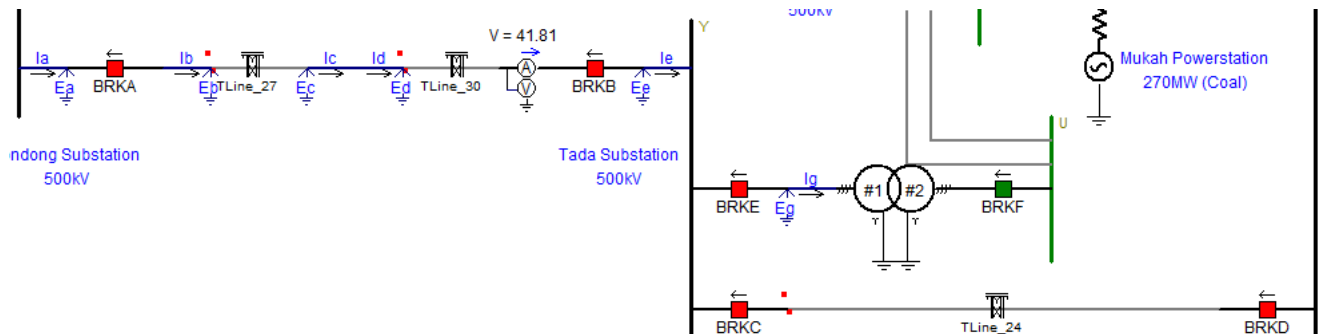 500kV
Y
V = 41.81
Ia
Ib
Ic
Id
A
Ie
Ea
BRKA
Eb
TLine_27
Ec
Ed
TLine_30
V
BRKB
Ee
Mukah Powerstation
270MW (Coal)
U
ndong Substation
500kV
Tada Substation
500kV
Ig
#1
#2
BRKE
Eg
BRKF
BRKC
TLine_24
BRKD